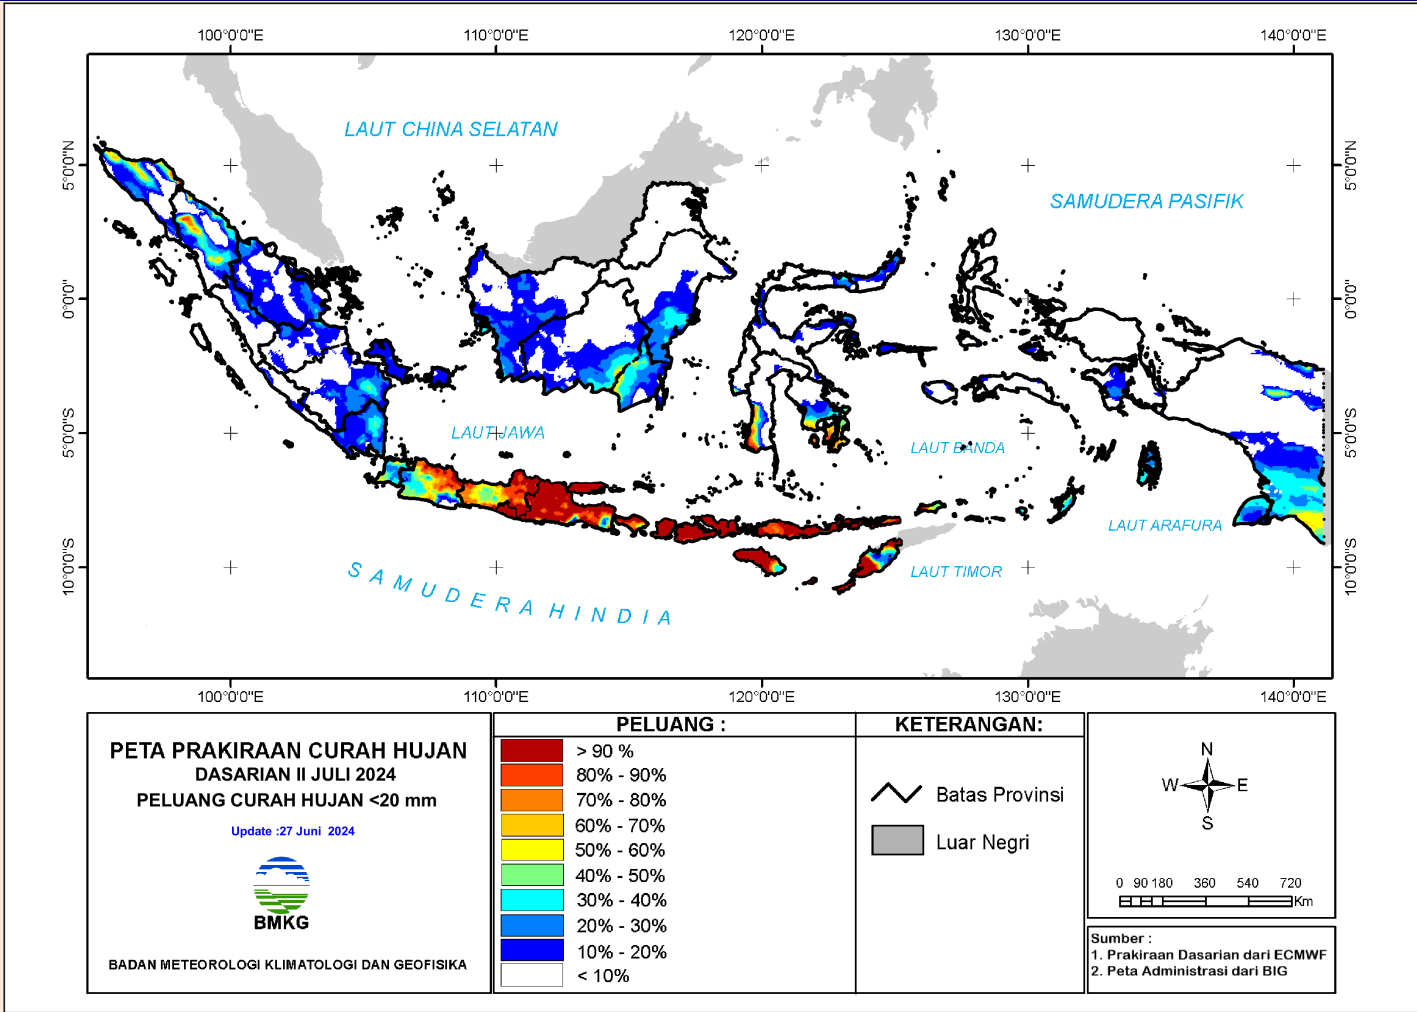 100°0'0"E 110°0'0"E 120°0'0"E 130°0'0"E 140°0'0"E
5°0'0"N
0°0'0"
5°0'0"S
10°0'0"S
5°0'0"N
0°0'0"
5°0'0"S
10°0'0"S
LAUT CHINA SELATAN
SAMUDERA PASIFIK
LAUT JAWA
LAUT BANDA
LAUT ARAFURA
LAUT TIMOR
SAMUDERA HINDIA
100°0'0"E 110°0'0"E 120°0'0"E 130°0'0"E 140°0'0"E
PETA PRAKIRAAN CURAH HUJAN
DASARIAN II JULI 2024
PELUANG CURAH HUJAN <20 mm
Update :27 Juni 2024
BMKG
BADAN METEOROLOGI KLIMATOLOGI DAN GEOFISIKA
PELUANG :
> 90 %
80% - 90%
70% - 80%
60% - 70%
50% - 60%
40% - 50%
30% - 40%
20% - 30%
10% - 20%
< 10%
KETERANGAN:
Batas Provinsi
Luar Negri
N
W E
S
0 90 180 360 540 720
Km
Sumber :
1. Prakiraan Dasarian dari ECMWF
2. Peta Administrasi dari BIG